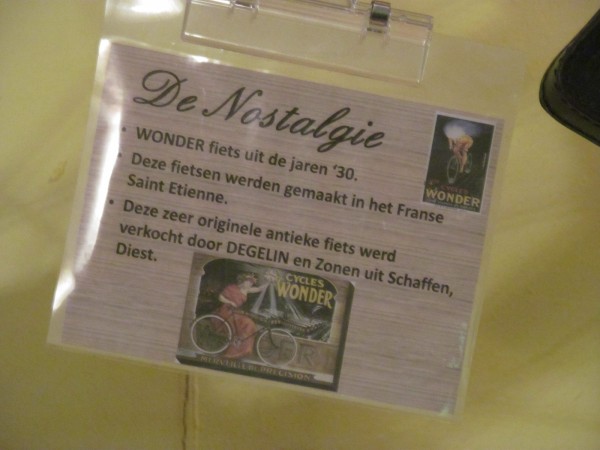 De Nostalgie
• WONDER fiets uit de jaren '30.
• Deze fietsen werden gemaakt in het Franse
Saint Etienne.
• Deze zeer originele antieke fiets werd
verkocht door DEGELIN en Zonen uit Schaffen,
Diest.
WONDER
CYCLES
WONDER